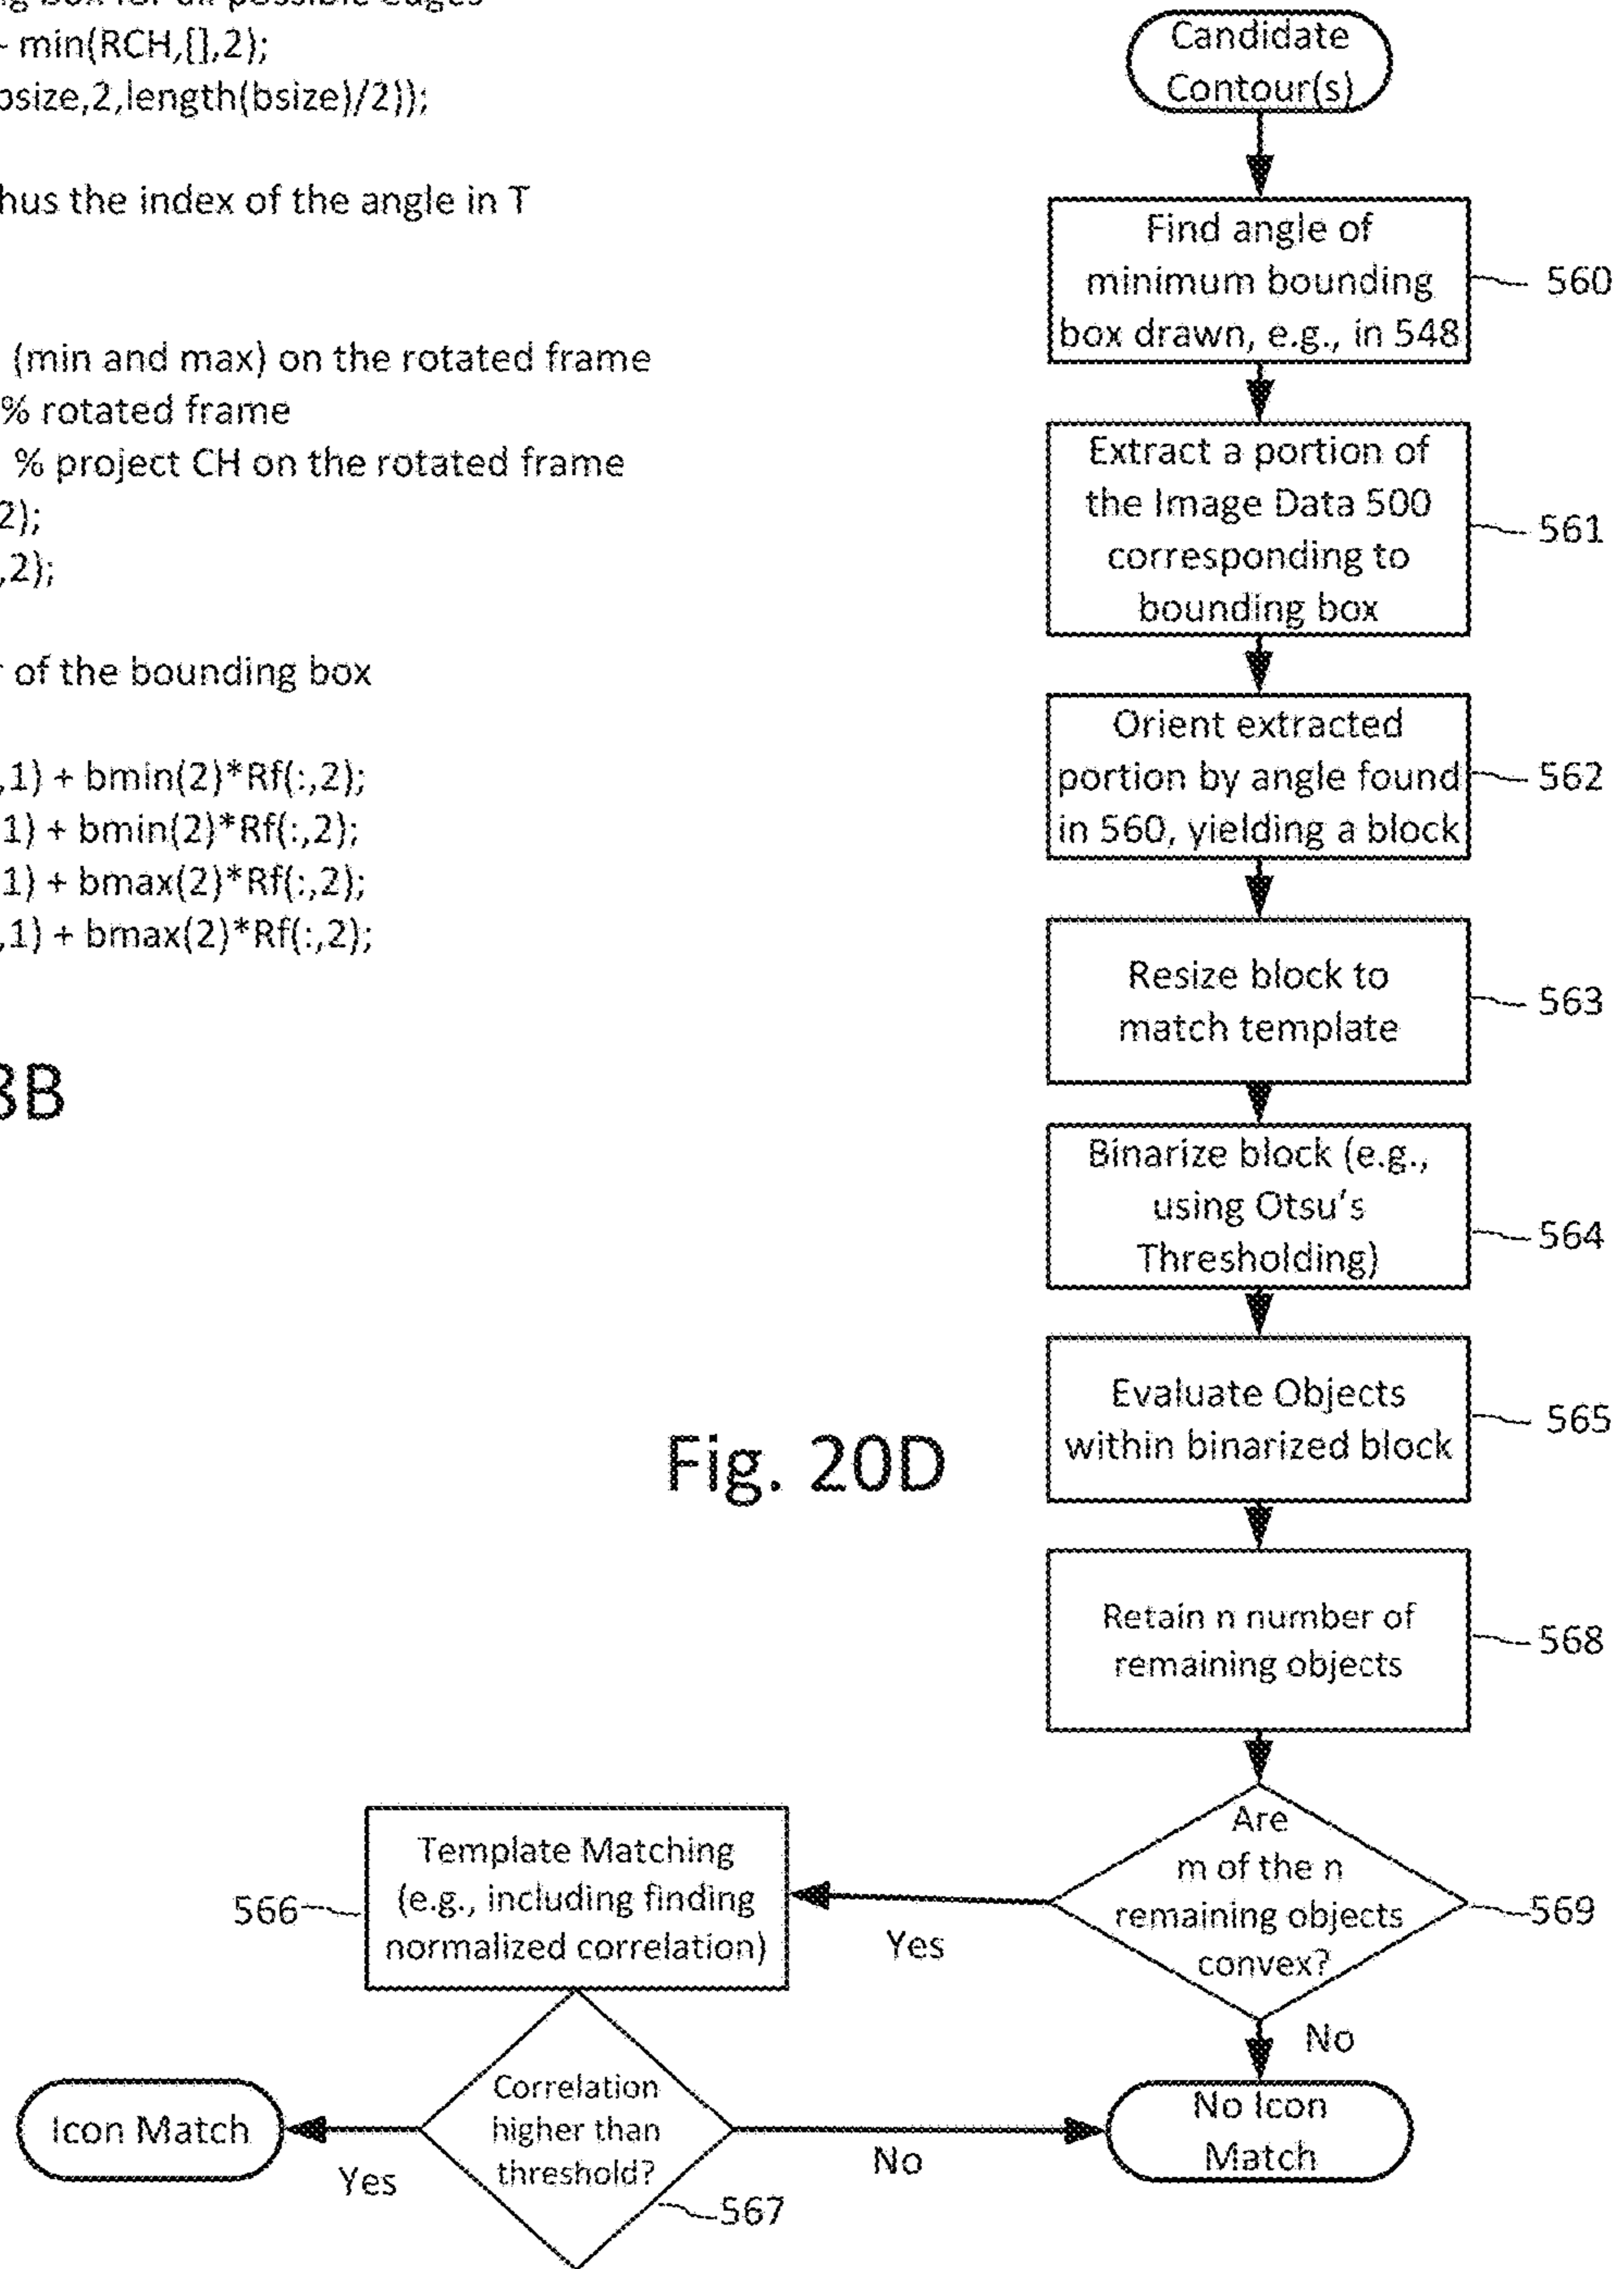 ng box for all possible edges
- min(RCH,[],2);
bsize,2,length(bsize)/2));
hus the index of the angle in T
(min and max) on the rotated frame
% rotated frame
% project CH on the rotated frame
2);
,2);
r of the bounding box
,1) + bmin(2)*Rf(:,2);
1) + bmin(2)*Rf(:,2);
1) + bmax(2)*Rf(:,2);
,1) + bmax(2)*Rf(:,2);
3B
Fig. 20D
Candidate
Contour(s)
Find angle of
minimum bounding
box drawn, e.g., in 548
560
Extract a portion of
the Image Data 500
corresponding to
bounding box
561
Orient extracted
portion by angle found
in 560, yielding a block
562
Resize block to
match template
563
Binarize block (e.g.,
using Otsu's
Thresholding)
564
Evaluate Objects
within binarized block
565
Retain n number of
remaining objects
568
Are
m of the n
remaining objects
convex?
569
Yes
No
Template Matching
(e.g., including finding
normalized correlation)
566
Correlation
higher than
threshold?
567
Yes
No
Icon Match
No Icon
Match